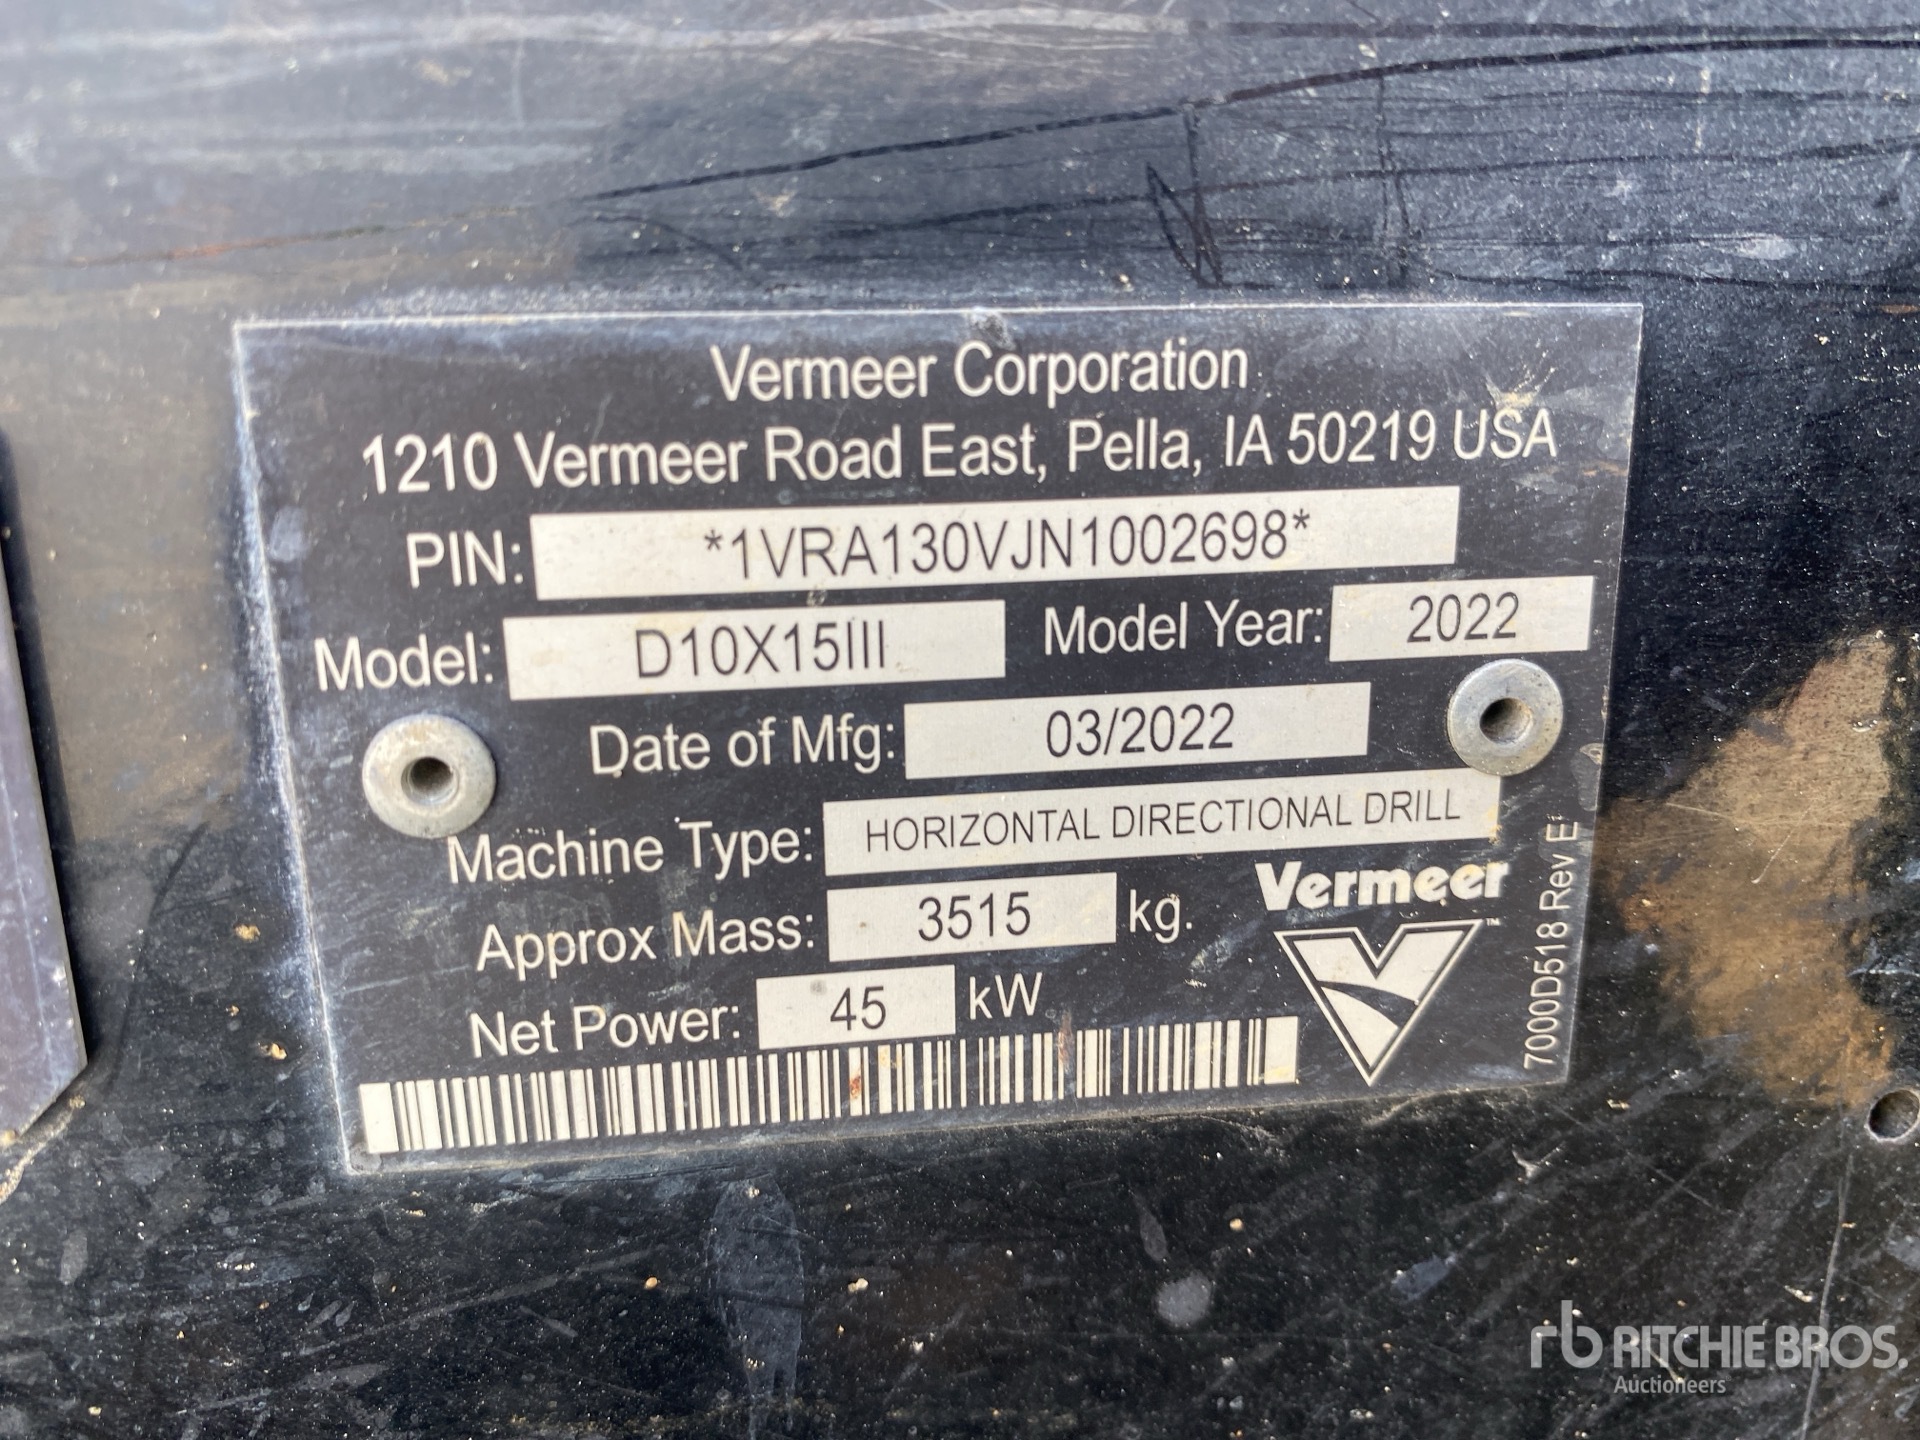 Vermeer Corporation
1210 Vermeer Road East, Pella, IA 50219 USA
PIN: *1VRA130VJN1002698*
Model: D10X15III Model Year: 2022
Date of Mfg: 03/2022
Machine Type: HORIZONTAL DIRECTIONAL DRILL
Approx Mass: 3515 kg.
Net Power: 45 kW
Vermeer
TM
7000D518 Rev E
rb RITCHIE BROS.
Auctioneers